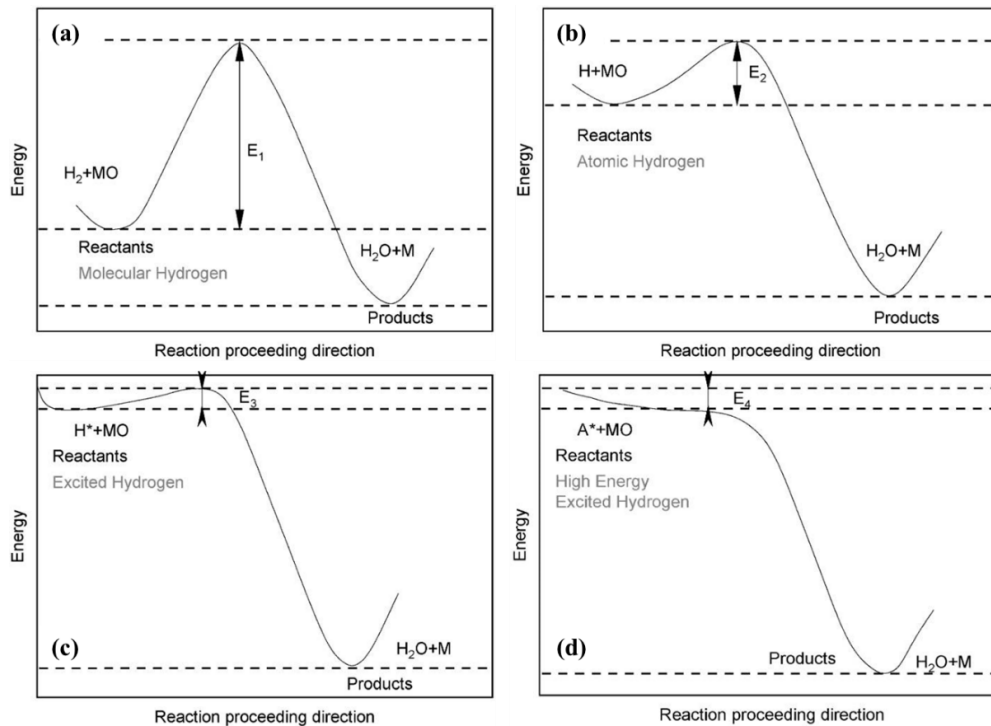 (a)
E₁
H₂+MO
Reactants
Molecular Hydrogen
H₂O+M
Products
Energy
Reaction proceeding direction
(b)
H+MO
E₂
Reactants
Atomic Hydrogen
H₂O+M
Products
Energy
Reaction proceeding direction
E₃
H*+MO
Reactants
Excited Hydrogen
Energy
(c)
H₂O+M
Products
Reaction proceeding direction
E₄
A*+MO
Reactants
High Energy
Excited Hydrogen
Energy
(d)
Products
H₂O+M
Reaction proceeding direction